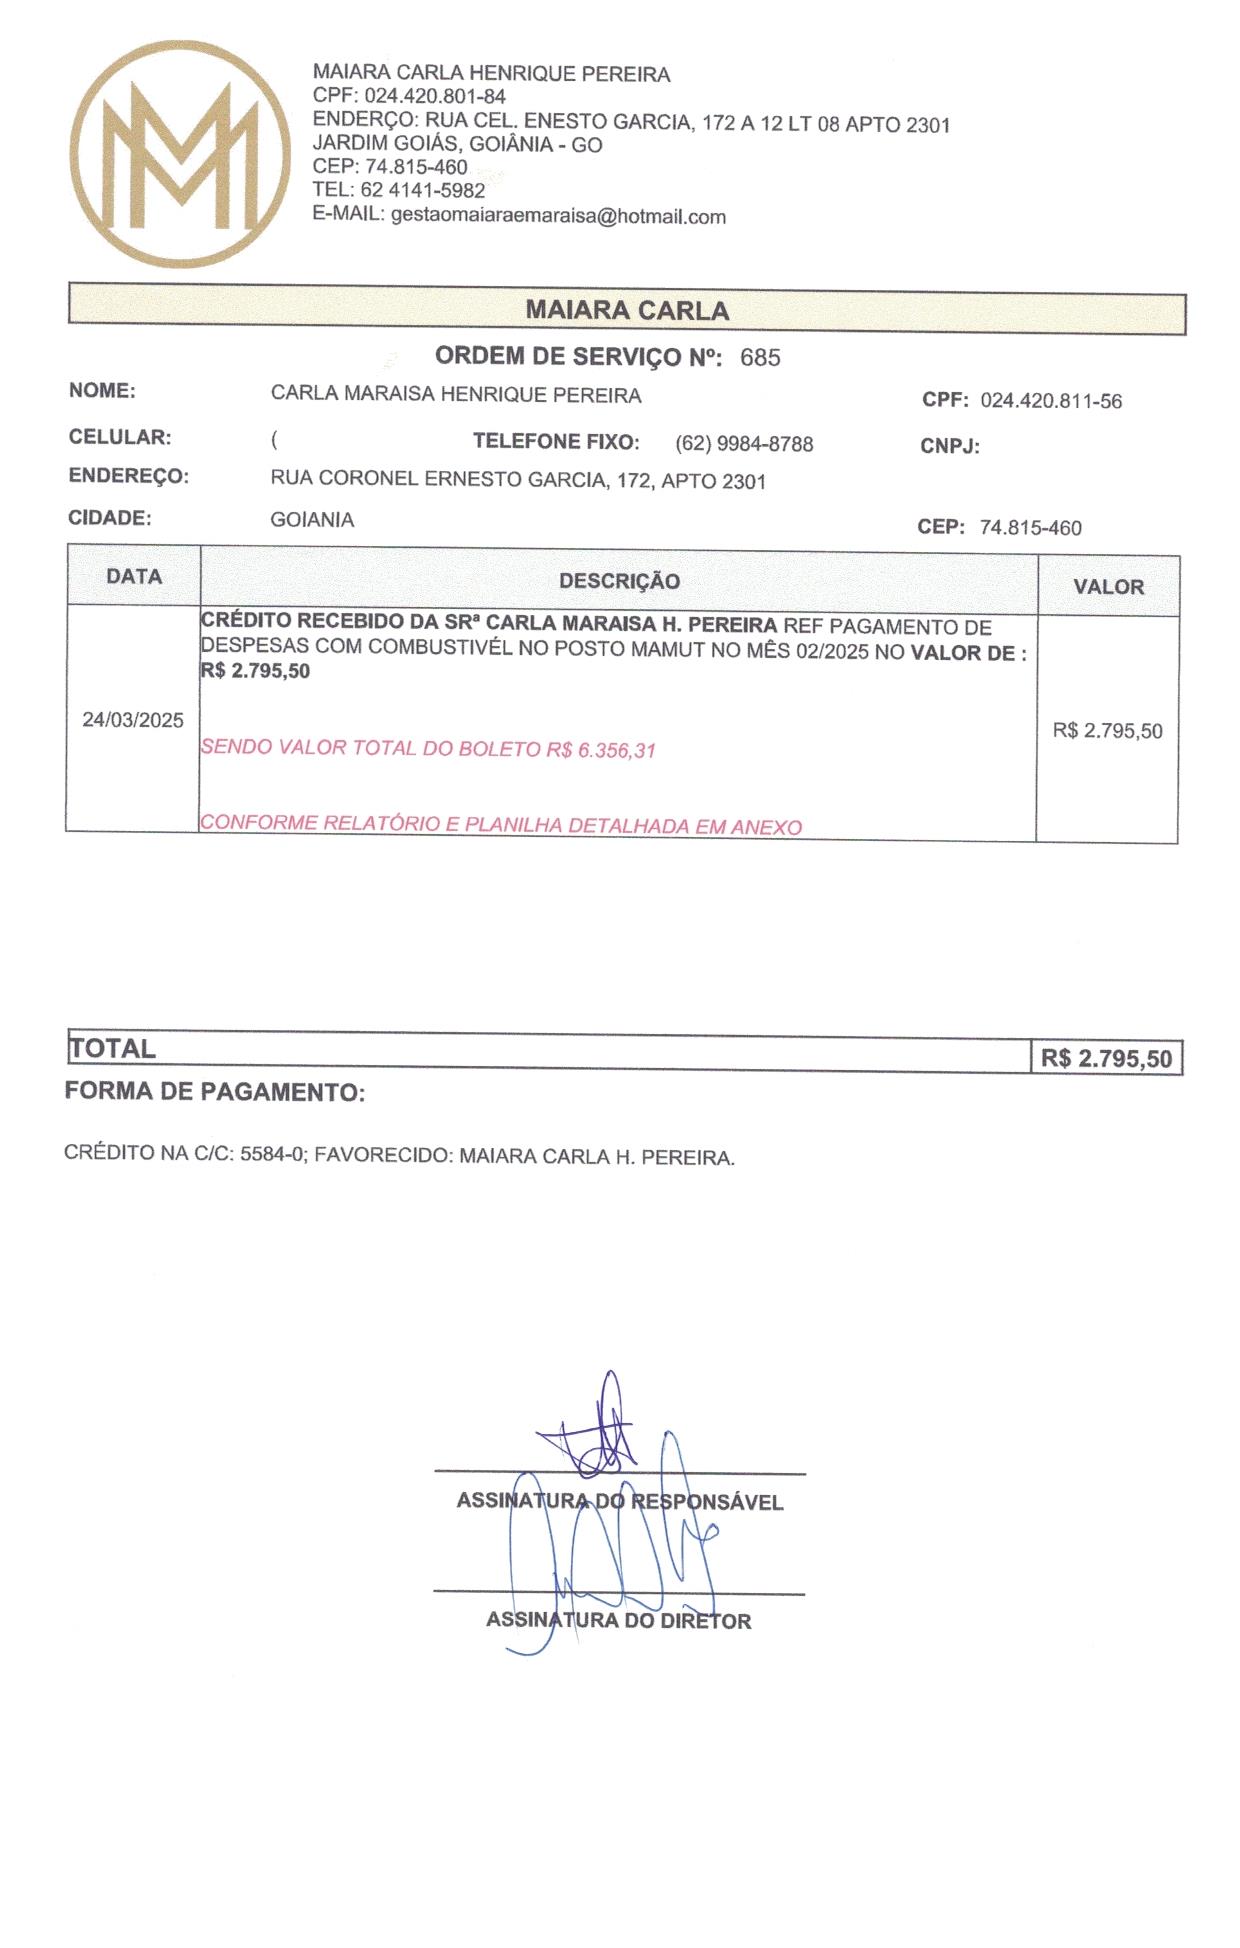 MM
MAIARA CARLA HENRIQUE PEREIRA
CPF: 024.420.801-84
ENDERÇO: RUA CEL. ENESTO GARCIA, 172 A 12 LT 08 APTO 2301
JARDIM GOIÁS, GOIÂNIA - GO
CEP: 74.815-460
TEL: 62 4141-5982
E-MAIL: gestaomaiaraemaraisa@hotmail.com
MAIARA CARLA
ORDEM DE SERVIÇO Nº: 685
NOME: CARLA MARAISA HENRIQUE PEREIRA CPF: 024.420.811-56
CELULAR: ( TELEFONE FIXO: (62) 9984-8788 CNPJ:
ENDEREÇO: RUA CORONEL ERNESTO GARCIA, 172, APTO 2301
CIDADE: GOIANIA CEP: 74.815-460
DATA DESCRIÇÃO VALOR
CRÉDITO RECEBIDO DA SRª CARLA MARAISA H. PEREIRA REF PAGAMENTO DE
DESPESAS COM COMBUSTIVÉL NO POSTO MAMUT NO MÊS 02/2025 NO VALOR DE :
R$ 2.795,50
24/03/2025 R$ 2.795,50
SENDO VALOR TOTAL DO BOLETO R$ 6.356,31
CONFORME RELATÓRIO E PLANILHA DETALHADA EM ANEXO
TOTAL R$ 2.795,50
FORMA DE PAGAMENTO:
CRÉDITO NA C/C: 5584-0; FAVORECIDO: MAIARA CARLA H. PEREIRA.
ASSINATURA DO RESPONSÁVEL
ASSINATURA DO DIRETOR